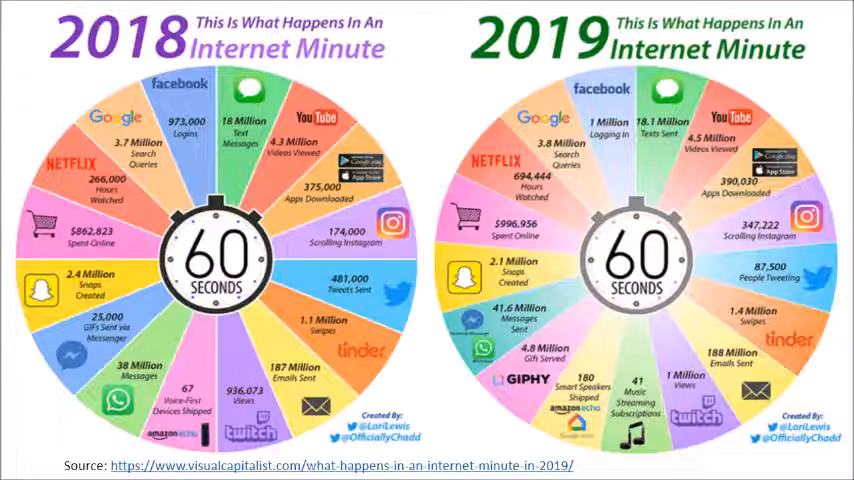 2018 This Is What Happens In An
Internet Minute
facebook
973,000
Logins
18 Million
Text
Messages
YouTube
4.3 Million
Videos Viewed
Google play
App Store
375,000
Apps Downloaded
174,000
Scrolling Instagram
481,000
Tweets Sent
1.1 Million
Swipes
tinder
187 Million
Emails Sent
936,073
Views
twitch
67
Voice-First
Devices Shipped
amazon echo
38 Million
Messages
25,000
GIFs Sent via
Messenger
2.4 Million
Snaps
Created
$862,823
Spent Online
NETFLIX
266,000
Hours
Watched
Google
3.7 Million
Search
Queries
60
SECONDS
Created By:
@LoriLewis
@OfficiallyChadd
2019 This Is What Happens In An
Internet Minute
facebook
1 Million
Logging In
18.1 Million
Texts Sent
YouTube
4.5 Million
Videos Viewed
Google play
App Store
390,030
Apps Downloaded
347,222
Scrolling Instagram
87,500
People Tweeting
1.4 Million
Swipes
tinder
188 Million
Emails Sent
1 Million
Views
twitch
41
Music
Streaming
Subscriptions
180
Smart Speakers
Shipped
amazon echo
4.8 Million
Gifs Served
GIPHY
41.6 Million
Messages
Sent
2.1 Million
Snaps
Created
$996,956
Spent Online
NETFLIX
694,444
Hours
Watched
Google
3.8 Million
Search
Queries
60
SECONDS
Created By:
@LoriLewis
@OfficiallyChadd
Source: https://www.visualcapitalist.com/what-happens-in-an-internet-minute-in-2019/